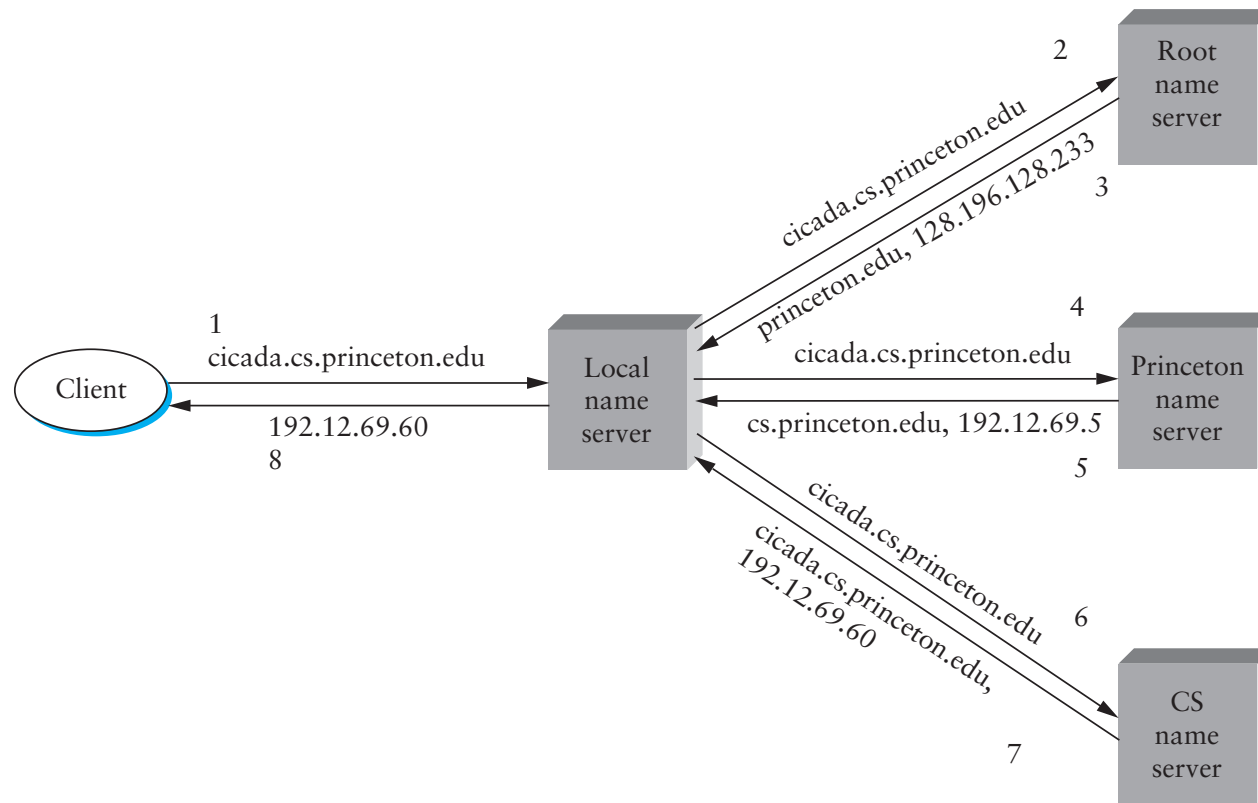 2
Root
name
server
cicada.cs.princeton.edu
princeton.edu, 128.196.128.233
3
1
cicada.cs.princeton.edu
Client
192.12.69.60
8
Local
name
server
4
cicada.cs.princeton.edu
Princeton
name
server
cs.princeton.edu, 192.12.69.5
5
cicada.cs.princeton.edu
cicada.cs.princeton.edu,
192.12.69.60
6
7
CS
name
server